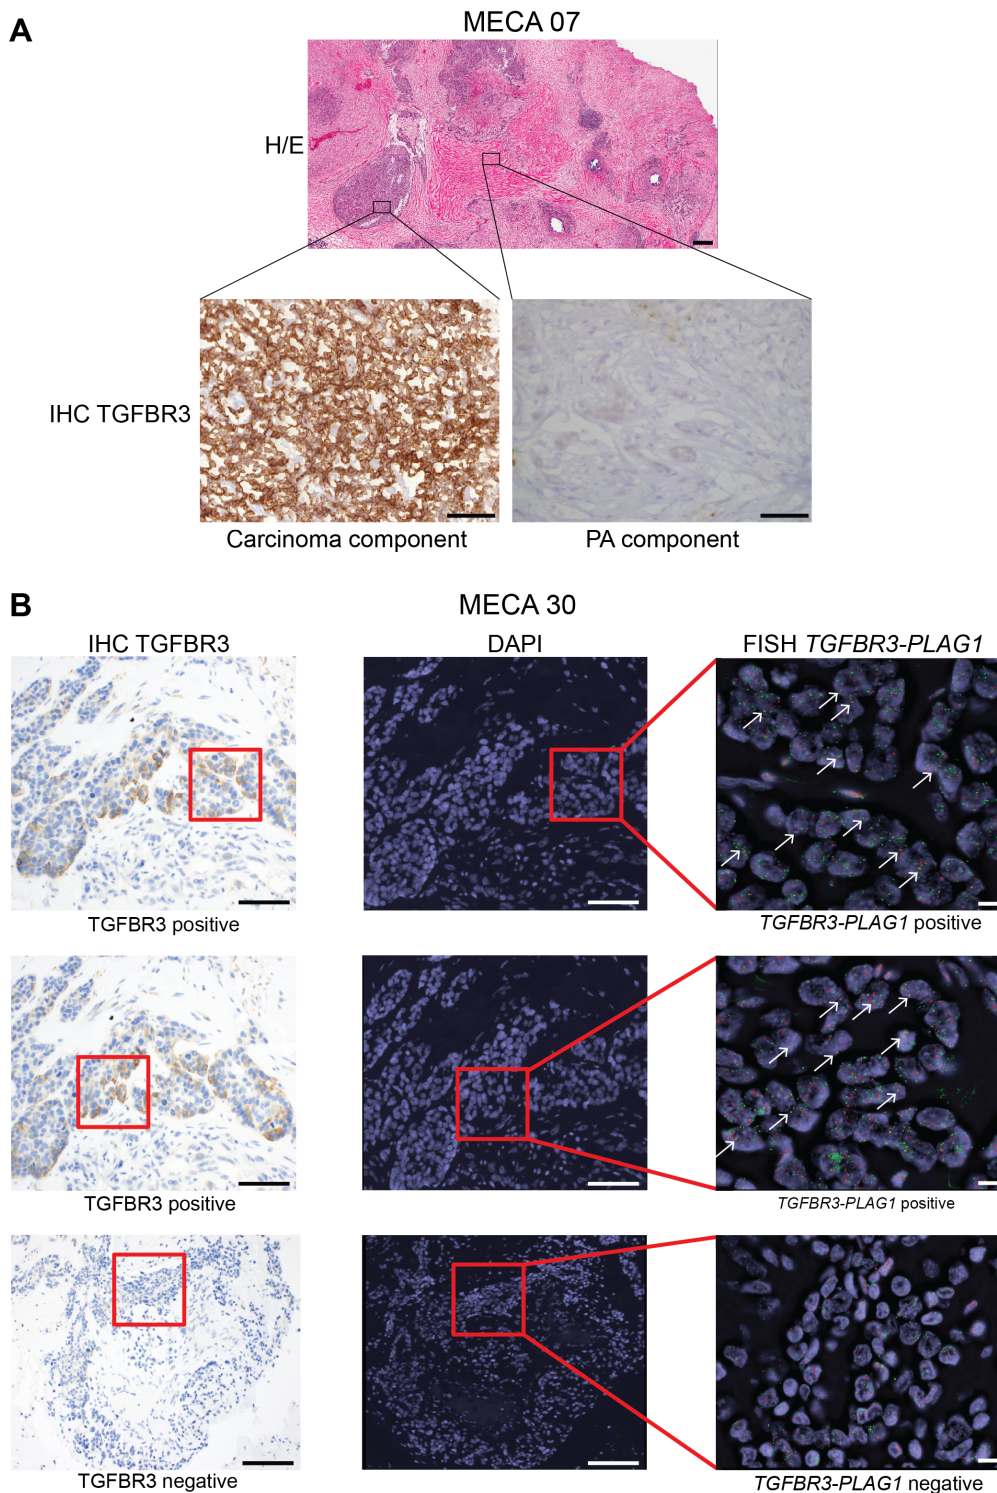 A
MECA 07
H/E
IHC TGFBR3
Carcinoma component
PA component
B
MECA 30
IHC TGFBR3
DAPI
FISH TGFBR3-PLAG1
TGFBR3 positive
TGFBR3-PLAG1 positive
TGFBR3 positive
TGFBR3-PLAG1 positive
TGFBR3 negative
TGFBR3-PLAG1 negative